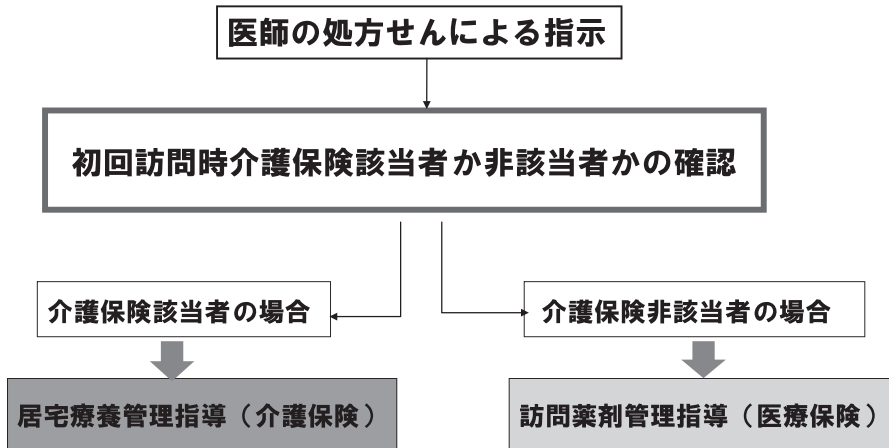 医師の処方せんによる指示
初回訪問時介護保険該当者か非該当者かの確認
介護保険該当者の場合
介護保険非該当者の場合
居宅療養管理指導（介護保険）
訪問薬剤管理指導（医療保険）